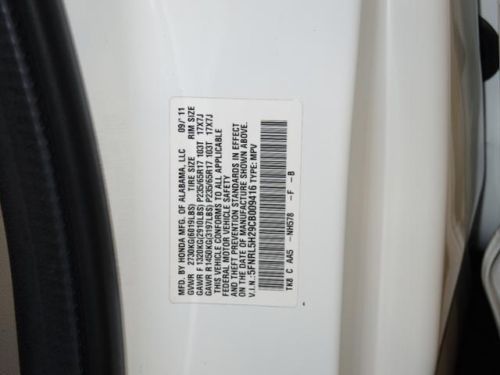 MFD. BY HONDA MFG. OF ALABAMA, LLC 09/'11
GVWR 2730KG(6019LBS) TIRE SIZE RIM SIZE
GAWR F 1320KG(2910LBS) P235/65R17 103T 17X7J
GAWR R 1450KG(3197LBS) P235/65R17 103T 17X7J
THIS VEHICLE CONFORMS TO ALL APPLICABLE
FEDERAL MOTOR VEHICLE SAFETY
AND THEFT PREVENTION STANDARDS IN EFFECT
ON THE DATE OF MANUFACTURE SHOWN ABOVE.
V.I.N.: 5FNRL5H29CB009416 TYPE: MPV
TK8 C AA5 -NH578 -F -B